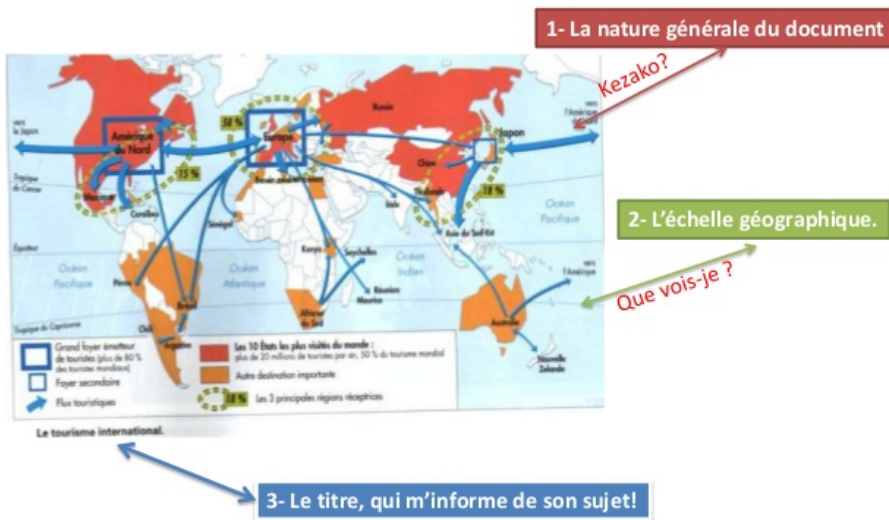 1- La nature générale du document
Kezako?
2- L'échelle géographique.
Que vois-je ?
vers
le Japon
Amérique
du Nord
58 %
Europe
Russie
vers
l'Amérique
Japon
Chine
15 %
18 %
Tropique
du Cancer
Mexique
Caraïbes
Sénégal
Inde
Thaïlande
Asie du Sud-Est
Océan
Pacifique
Équateur
Océan
Pacifique
Océan
Atlantique
Kenya
Seychelles
Océan
Indien
vers
l'Amérique
Pérou
Brésil
Réunion
Maurice
Tropique du Capricorne
Chili
Argentine
Afrique
du Sud
Australie
Nouvelle
Zélande
Grand foyer émetteur
de touristes (plus de 80 %
des touristes mondiaux)
Foyer secondaire
Flux touristiques
Les 10 États les plus visités du monde :
plus de 20 millions de touristes par an, 50 % du tourisme mondial
Autre destination importante
18 %
Les 3 principales régions réceptrices
Le tourisme international.
3- Le titre, qui m'informe de son sujet!